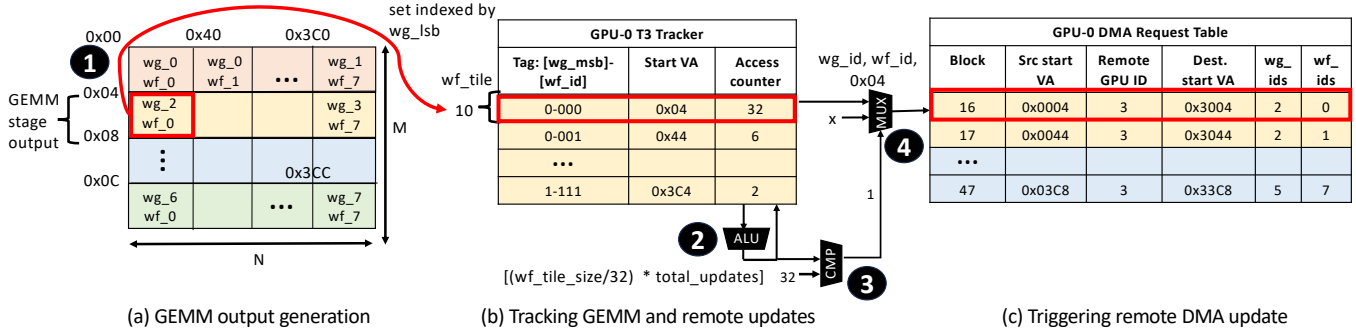 0x00
0x40
0x3C0
1
wg_0
wf_0
wg_0
wf_1
...
wg_1
wf_7
0x04
GEMM
stage
output
wg_2
wf_0
wg_3
wf_7
0x08
0x0C
0x3CC
wg_6
wf_0
...
wg_7
wf_7
M
N
(a) GEMM output generation
set indexed by
wg_lsb
wf_tile
10
GPU-0 T3 Tracker
Tag: [wg_msb]-[wf_id] Start VA Access counter
0-000 0x04 32
0-001 0x44 6
...
1-111 0x3C4 2
2
ALU
[(wf_tile_size/32) * total_updates]
32
CMP
3
1
(b) Tracking GEMM and remote updates
wg_id, wf_id,
0x04
x
MUX
4
GPU-0 DMA Request Table
Block Src start VA Remote GPU ID Dest. start VA wg_ids wf_ids
16 0x0004 3 0x3004 2 0
17 0x0044 3 0x3044 2 1
...
47 0x03C8 3 0x33C8 5 7
(c) Triggering remote DMA update